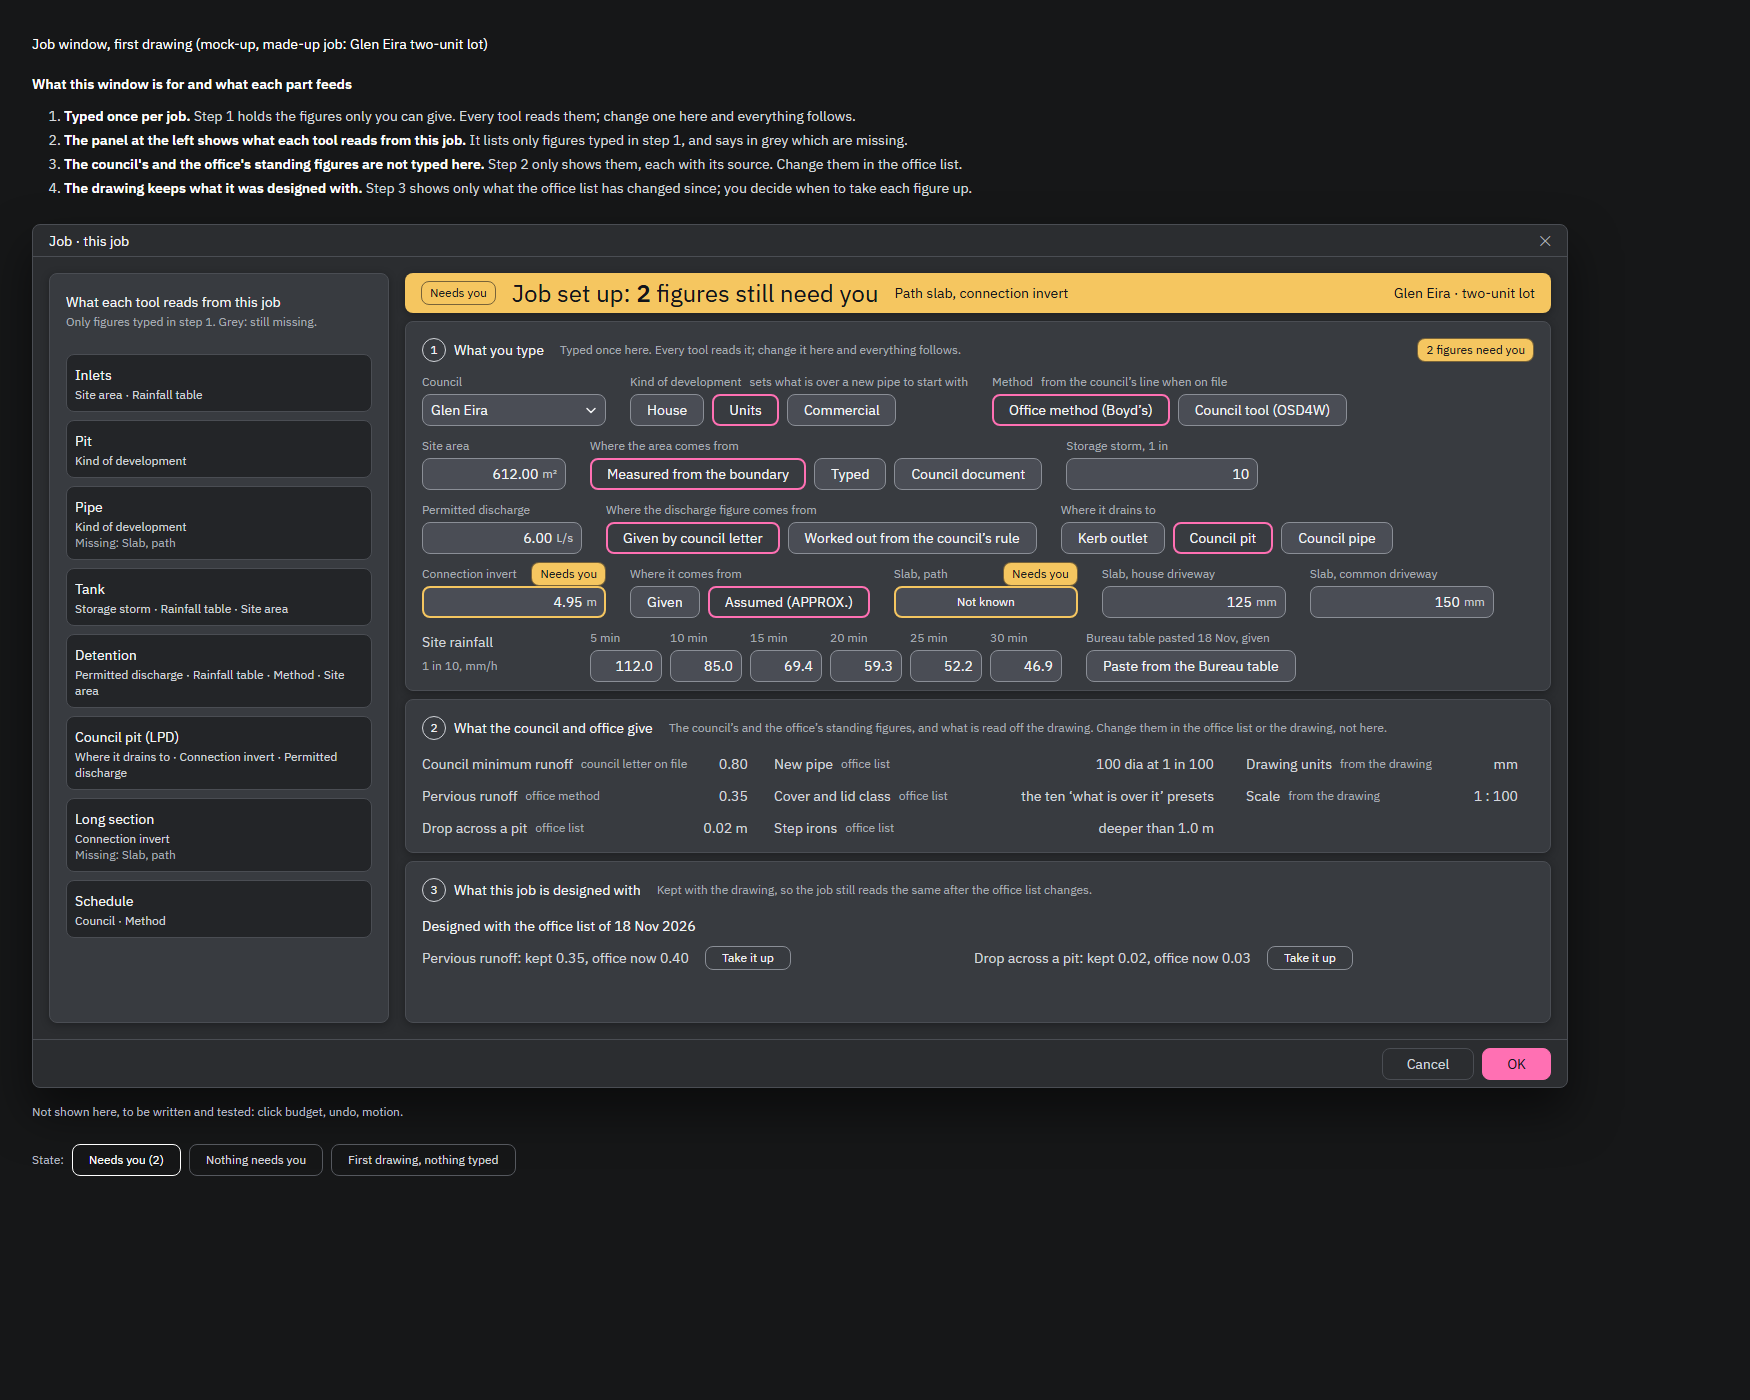 Job window, first drawing (mock-up, made-up job: Glen Eira two-unit lot)
What this window is for and what each part feeds
1. Typed once per job. Step 1 holds the figures only you can give. Every tool reads them; change one here and everything follows.
2. The panel at the left shows what each tool reads from this job. It lists only figures typed in step 1, and says in grey which are missing.
3. The council's and the office's standing figures are not typed here. Step 2 only shows them, each with its source. Change them in the office list.
4. The drawing keeps what it was designed with. Step 3 shows only what the office list has changed since; you decide when to take each figure up.
Job · this job
What each tool reads from this job
Only figures typed in step 1. Grey: still missing.
Inlets
Site area · Rainfall table
Pit
Kind of development
Pipe
Kind of development
Missing: Slab, path
Tank
Storage storm · Rainfall table · Site area
Detention
Permitted discharge · Rainfall table · Method · Site
area
Council pit (LPD)
Where it drains to · Connection invert · Permitted
discharge
Long section
Connection invert
Missing: Slab, path
Schedule
Council · Method
Needs you Job set up: 2 figures still need you Path slab, connection invert Glen Eira · two-unit lot
1 What you type Typed once here. Every tool reads it; change it here and everything follows. 2 figures need you
Council Kind of development sets what is over a new pipe to start with Method from the council’s line when on file
Glen Eira House Units Commercial Office method (Boyd’s) Council tool (OSD4W)
Site area Where the area comes from Storage storm, 1 in
612.00 m² Measured from the boundary Typed Council document 10
Permitted discharge Where the discharge figure comes from Where it drains to
6.00 L/s Given by council letter Worked out from the council’s rule Kerb outlet Council pit Council pipe
Connection invert Needs you Where it comes from Slab, path Needs you Slab, house driveway Slab, common driveway
4.95 m Given Assumed (APPROX.) Not known 125 mm 150 mm
Site rainfall 5 min 10 min 15 min 20 min 25 min 30 min Bureau table pasted 18 Nov, given
1 in 10, mm/h 112.0 85.0 69.4 59.3 52.2 46.9 Paste from the Bureau table
2 What the council and office give The council’s and the office’s standing figures, and what is read off the drawing. Change them in the office list or the drawing, not here.
Council minimum runoff council letter on file 0.80 New pipe office list 100 dia at 1 in 100 Drawing units from the drawing mm
Pervious runoff office method 0.35 Cover and lid class office list the ten ‘what is over it’ presets Scale from the drawing 1 : 100
Drop across a pit office list 0.02 m Step irons office list deeper than 1.0 m
3 What this job is designed with Kept with the drawing, so the job still reads the same after the office list changes.
Designed with the office list of 18 Nov 2026
Pervious runoff: kept 0.35, office now 0.40 Take it up Drop across a pit: kept 0.02, office now 0.03 Take it up
Cancel OK
Not shown here, to be written and tested: click budget, undo, motion.
State: Needs you (2) Nothing needs you First drawing, nothing typed